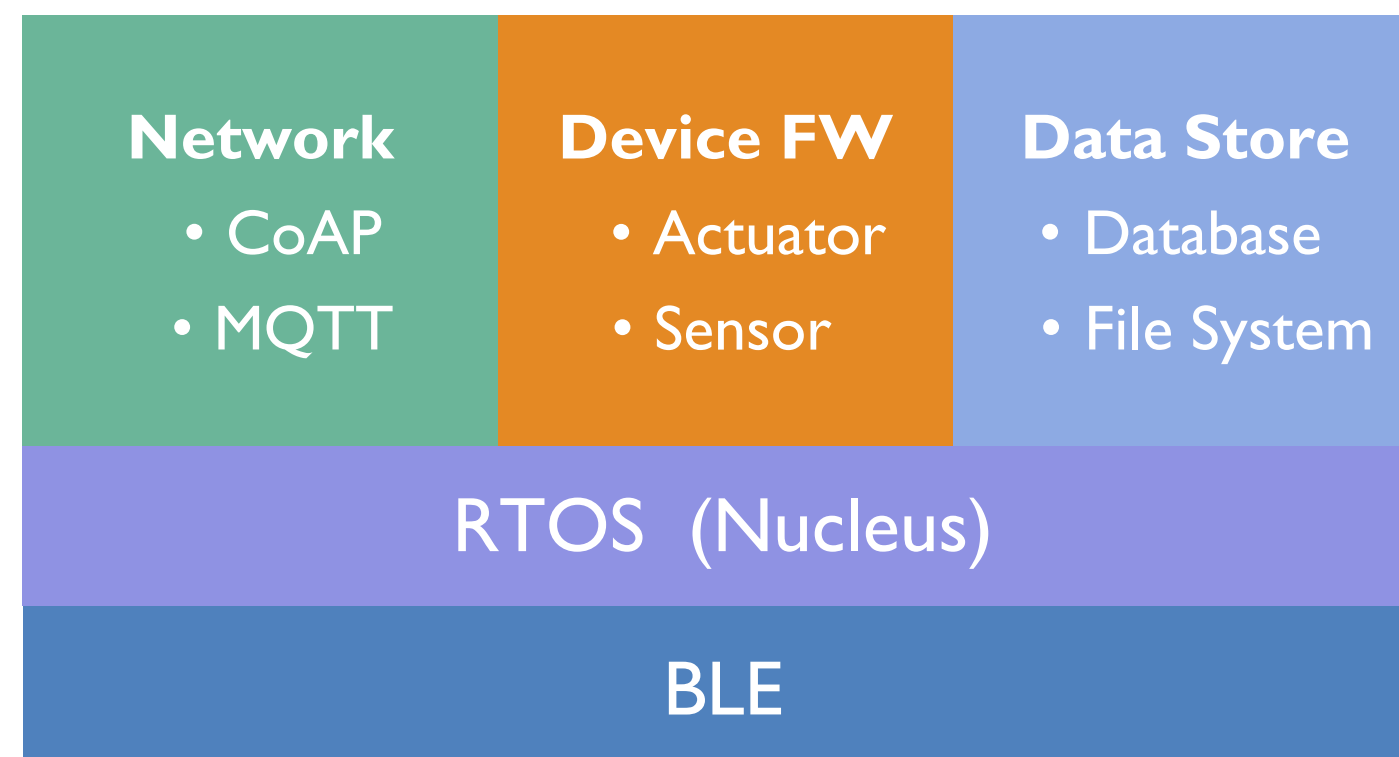 Network
• CoAP
• MQTT
Device FW
• Actuator
• Sensor
Data Store
• Database
• File System
RTOS (Nucleus)
BLE